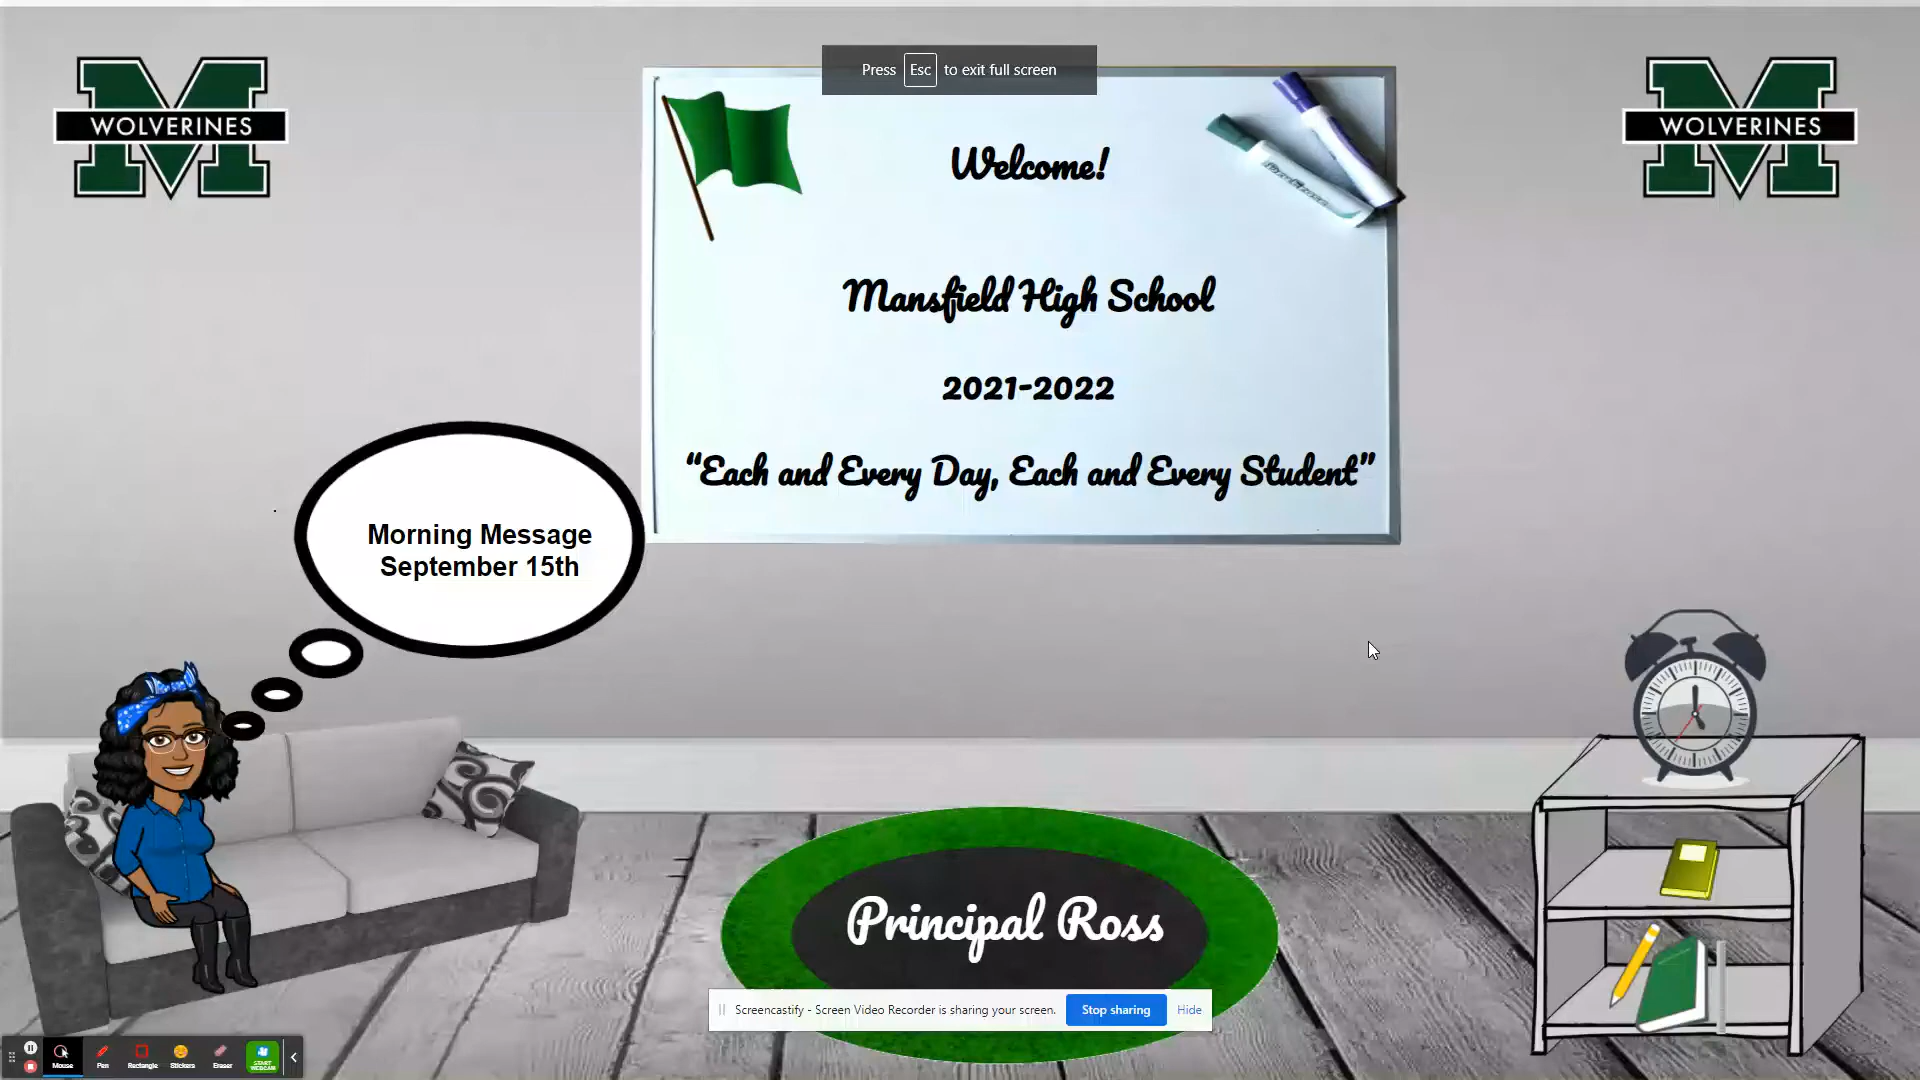 Press Esc to exit full screen
WOLVERINES
WOLVERINES
Welcome!
Mansfield High School
2021-2022
“Each and Every Day, Each and Every Student”
Morning Message
September 15th
Principal Ross
Screencastify - Screen Video Recorder is sharing your screen. Stop sharing Hide
Mouse Pen Rectangle Stickers Eraser START WEBCAM